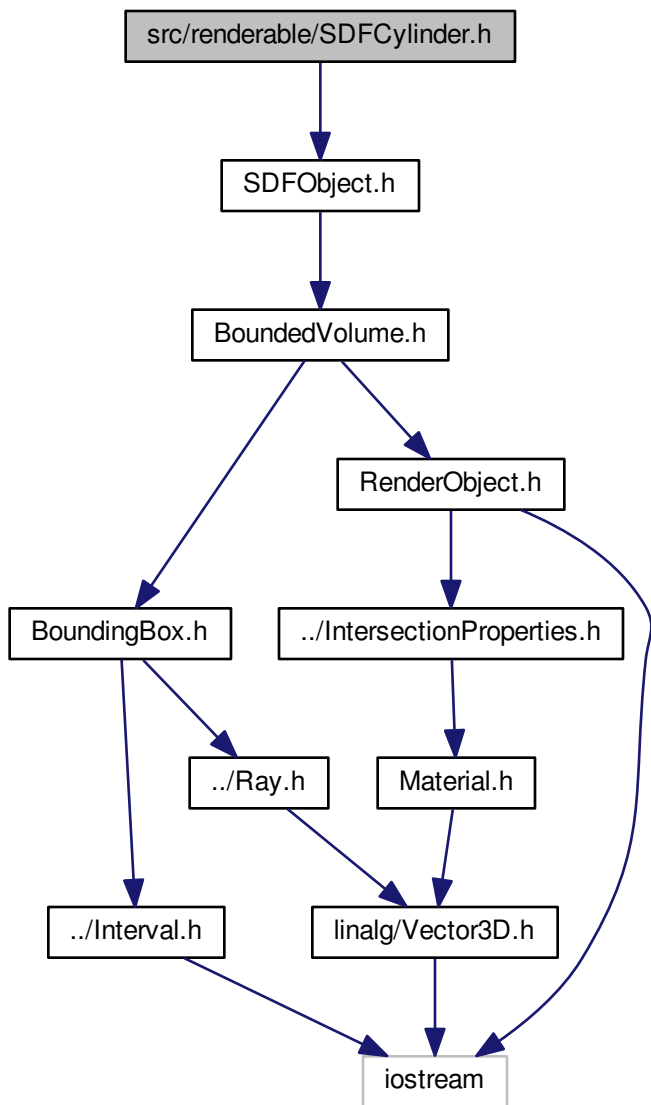 src/renderable/SDFCylinder.h
SDFObject.h
BoundedVolume.h
RenderObject.h
BoundingBox.h
../IntersectionProperties.h
../Ray.h
Material.h
../Interval.h
linalg/Vector3D.h
iostream